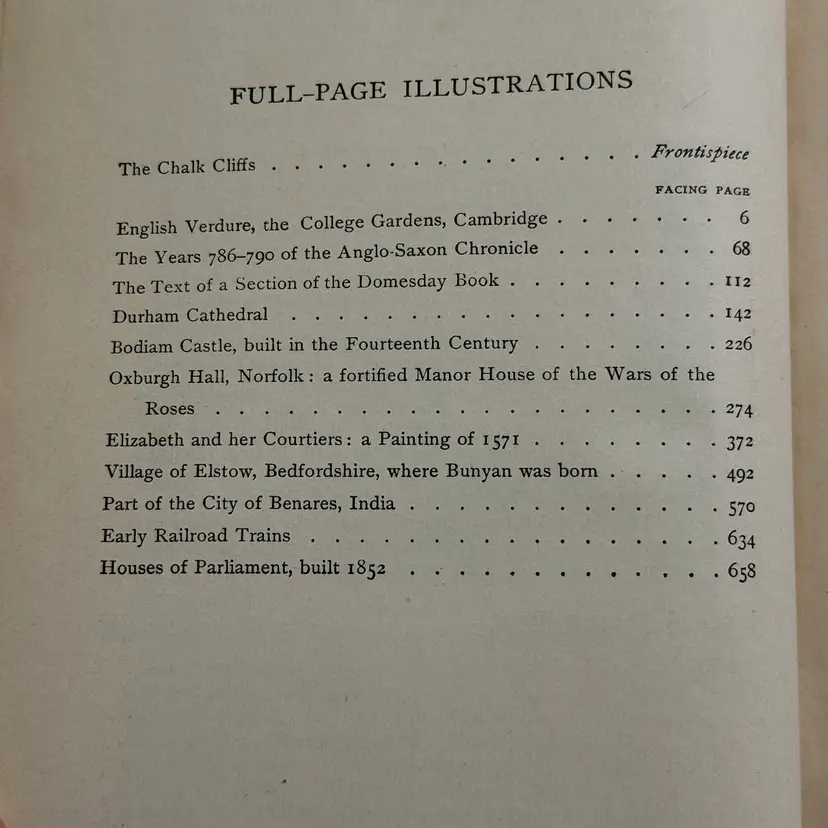 FULL-PAGE ILLUSTRATIONS
The Chalk Cliffs . . . . . . . . . . . . . . . . Frontispiece
FACING PAGE
English Verdure, the College Gardens, Cambridge . . . . . . . 6
The Years 786–790 of the Anglo-Saxon Chronicle . . . . . . . 68
The Text of a Section of the Domesday Book . . . . . . . . . 112
Durham Cathedral . . . . . . . . . . . . . . . . . . 142
Bodiam Castle, built in the Fourteenth Century . . . . . . . . 226
Oxburgh Hall, Norfolk: a fortified Manor House of the Wars of the
Roses . . . . . . . . . . . . . . . . . . . . . 274
Elizabeth and her Courtiers: a Painting of 1571 . . . . . . . . 372
Village of Elstow, Bedfordshire, where Bunyan was born . . . . . 492
Part of the City of Benares, India . . . . . . . . . . . . . 570
Early Railroad Trains . . . . . . . . . . . . . . . . . 634
Houses of Parliament, built 1852 . . . . . . . . . . . . . 658